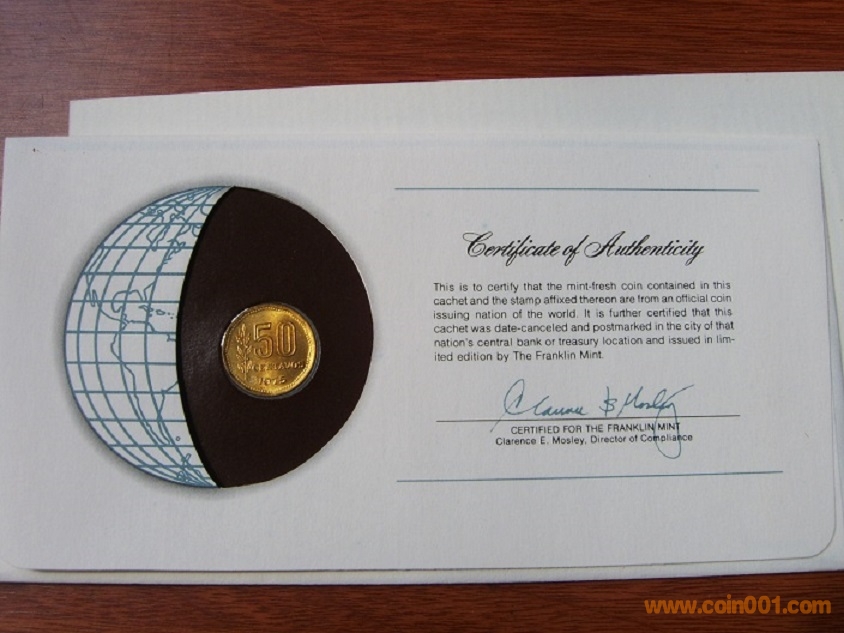 Certificate of Authenticity
This is to certify that the mint-fresh coin contained in this
cachet and the stamp affixed thereon are from an official coin
issuing nation of the world. It is further certified that this
cachet was date-canceled and postmarked in the city of that
nation's central bank or treasury location and issued in lim-
ited edition by The Franklin Mint.
50
CENTAVOS
Clarence E Mosley
CERTIFIED FOR THE FRANKLIN MINT
Clarence E. Mosley, Director of Compliance
www.coin001.com